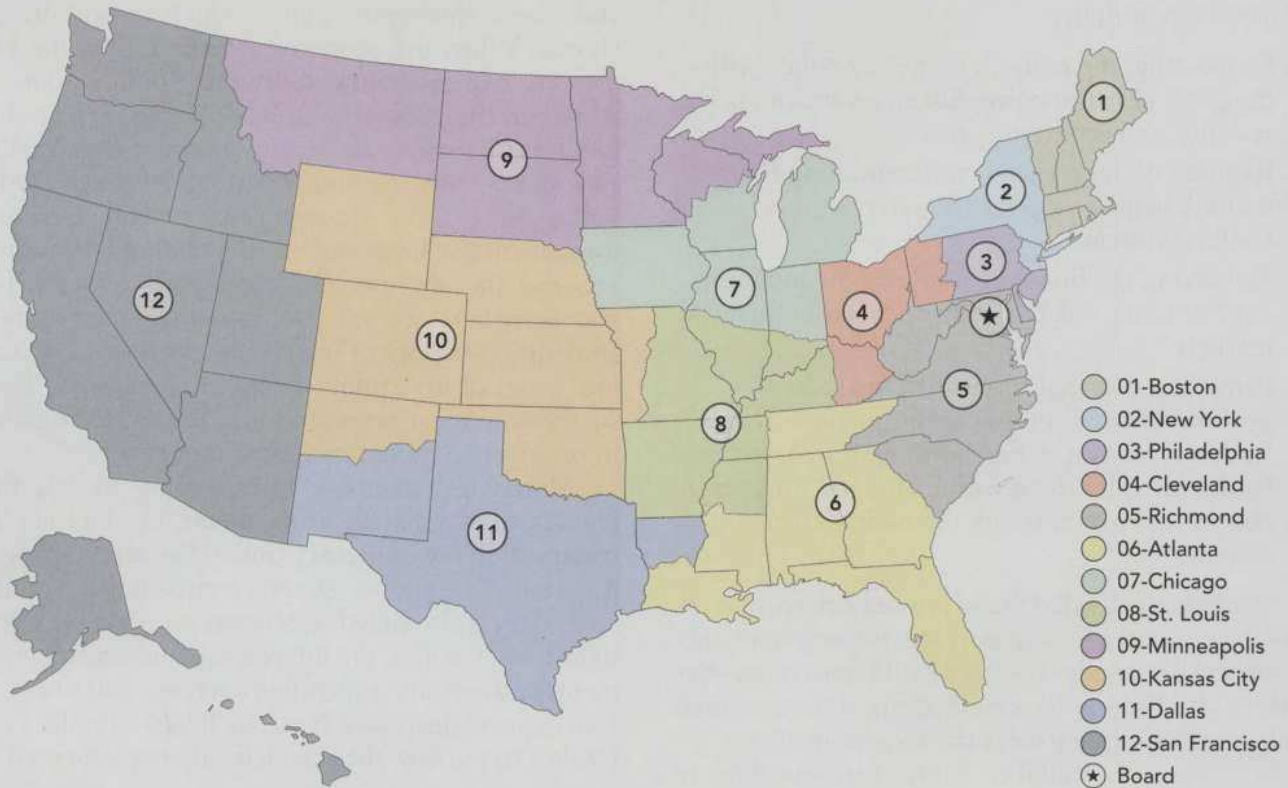 1
9
2
3
12
7
4
★
10
5
8
6
11
01-Boston
02-New York
03-Philadelphia
04-Cleveland
05-Richmond
06-Atlanta
07-Chicago
08-St. Louis
09-Minneapolis
10-Kansas City
11-Dallas
12-San Francisco
★ Board